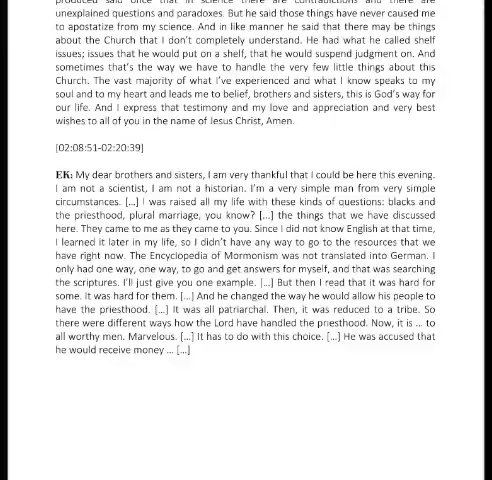 produced said once that in science there are contradictions and there are
unexplained questions and paradoxes. But he said those things have never caused me
to apostatize from my science. And in like manner he said that there may be things
about the Church that I don't completely understand. He had what he called shelf
issues; issues that he would put on a shelf, that he would suspend judgment on. And
sometimes that's the way we have to handle the very few little things about this
Church. The vast majority of what I've experienced and what I know speaks to my
soul and to my heart and leads me to belief, brothers and sisters, this is God's way for
our life. And I express that testimony and my love and appreciation and very best
wishes to all of you in the name of Jesus Christ, Amen.
[02:08:51-02:20:39]
EK: My dear brothers and sisters, I am very thankful that I could be here this evening.
I am not a scientist, I am not a historian. I'm a very simple man from very simple
circumstances. [...] I was raised all my life with these kinds of questions: blacks and
the priesthood, plural marriage, you know? [...] the things that we have discussed
here. They came to me as they came to you. Since I did not know English at that time,
I learned it later in my life, so I didn't have any way to go to the resources that we
have right now. The Encyclopedia of Mormonism was not translated into German. I
only had one way, one way, to go and get answers for myself, and that was searching
the scriptures. I'll just give you one example. [...] But then I read that it was hard for
some. It was hard for them. [...] And he changed the way he would allow his people to
have the priesthood. [...] It was all patriarchal. Then, it was reduced to a tribe. So
there were different ways how the Lord have handled the priesthood. Now, it is ... to
all worthy men. Marvelous. [...] It has to do with this choice. [...] He was accused that
he would receive money ... [...]